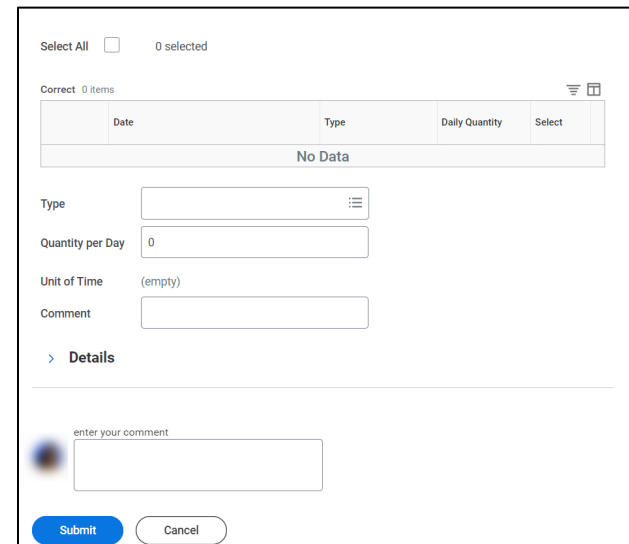 Select All 0 selected
Correct 0 items
Date Type Daily Quantity Select
No Data
Type
Quantity per Day 0
Unit of Time (empty)
Comment
Details
enter your comment
Submit Cancel